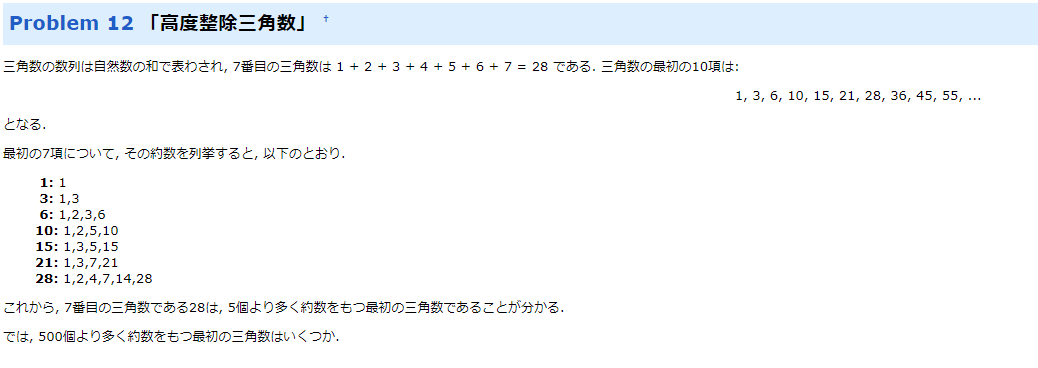 Problem 12 「高度整除三角数」 †
三角数の数列は自然数の和で表わされ, 7番目の三角数は 1 + 2 + 3 + 4 + 5 + 6 + 7 = 28 である. 三角数の最初の10項は:
1, 3, 6, 10, 15, 21, 28, 36, 45, 55, ...
となる.
最初の7項について, その約数を列挙すると, 以下のとおり.
1: 1
3: 1,3
6: 1,2,3,6
10: 1,2,5,10
15: 1,3,5,15
21: 1,3,7,21
28: 1,2,4,7,14,28
これから, 7番目の三角数である28は, 5個より多く約数をもつ最初の三角数であることが分かる.
では, 500個より多く約数をもつ最初の三角数はいくつか.